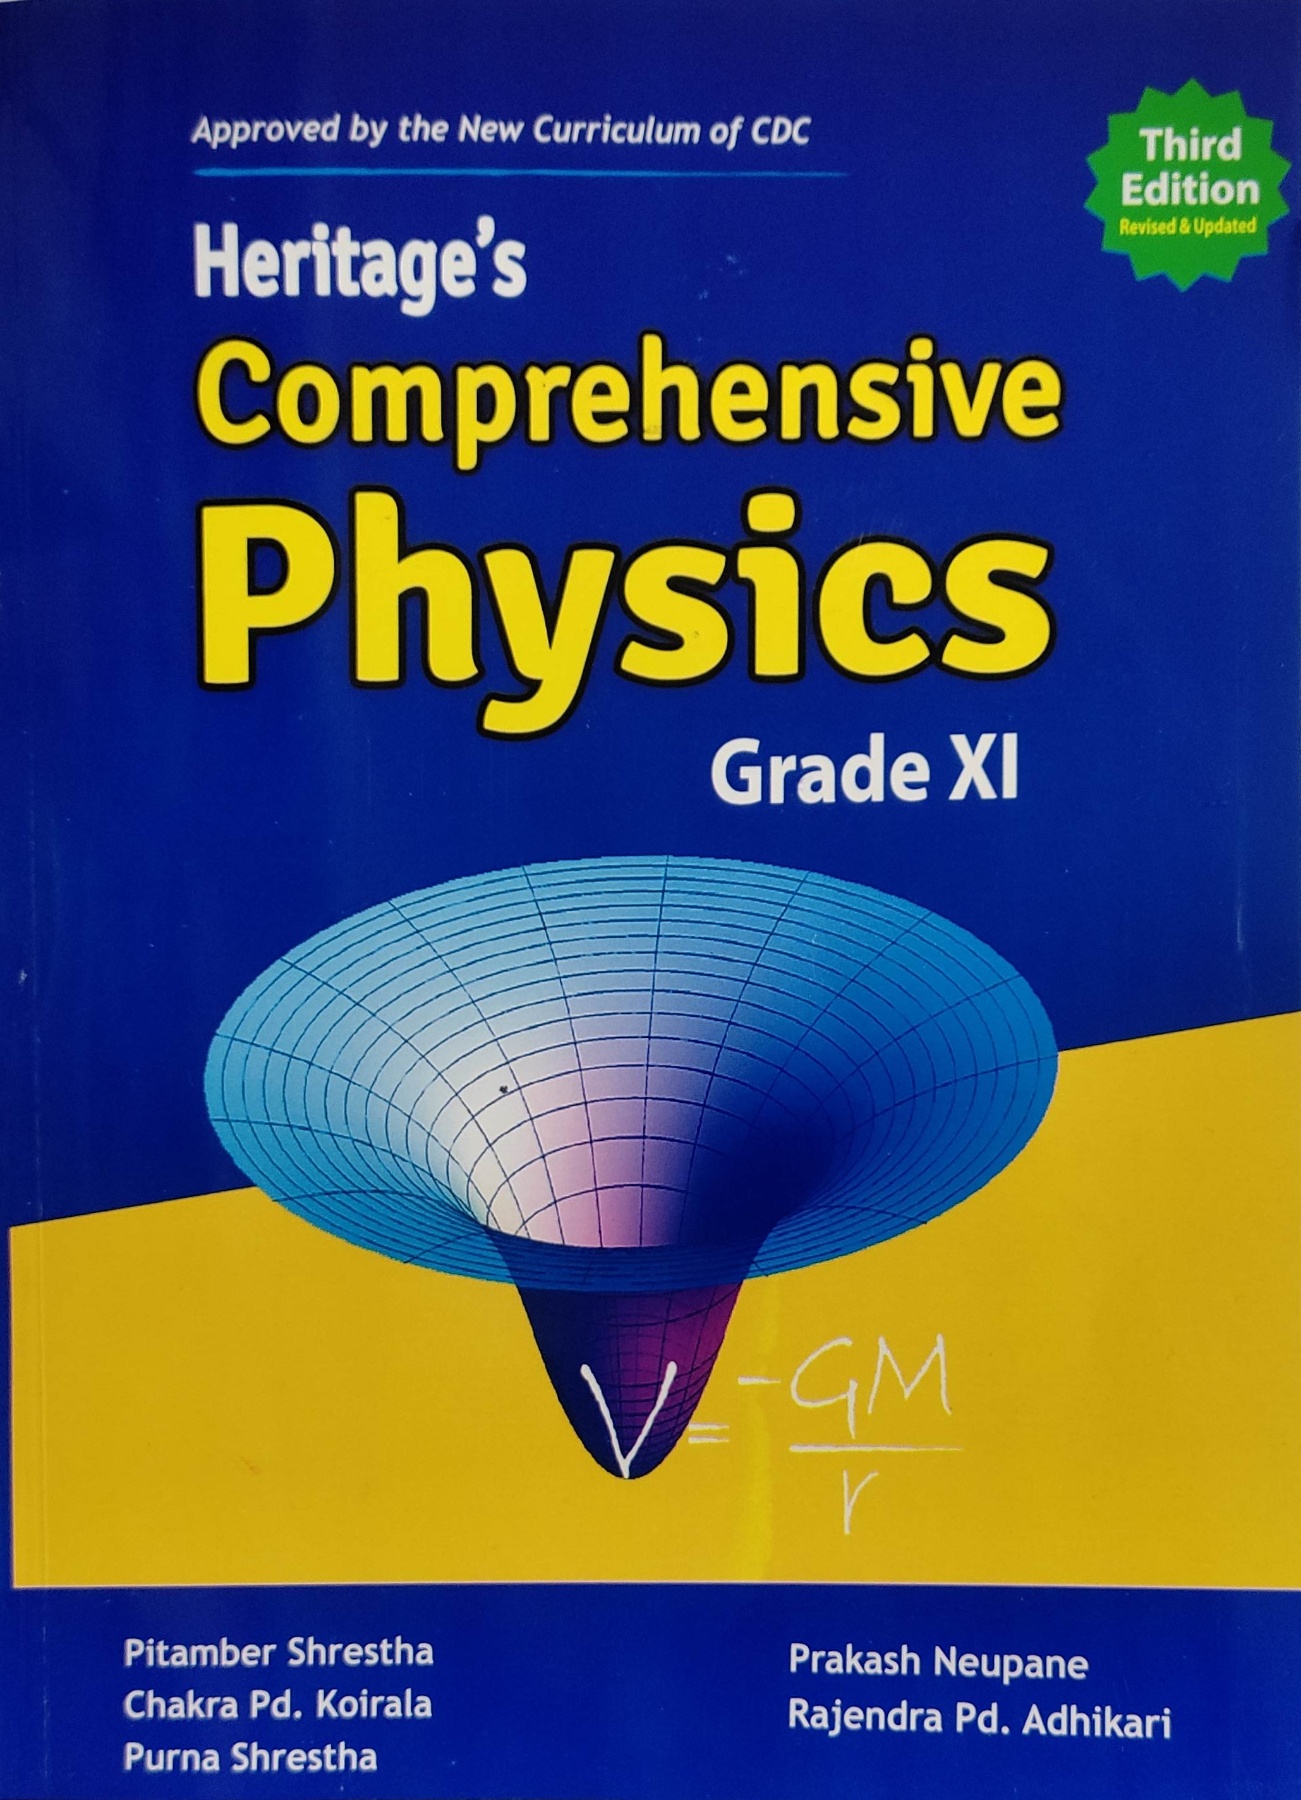 Approved by the New Curriculum of CDC
Third
Edition
Revised & Updated
Heritage's
Comprehensive
Physics
Grade XI
V = -GM
r
Pitamber Shrestha
Chakra Pd. Koirala
Purna Shrestha
Prakash Neupane
Rajendra Pd. Adhikari